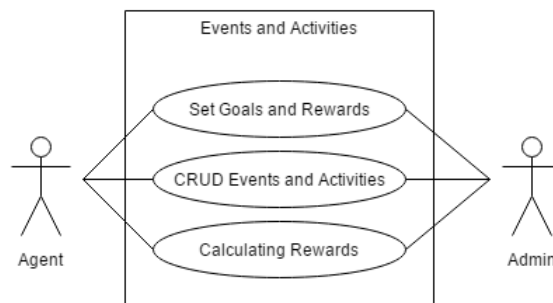 Events and Activities
Set Goals and Rewards
CRUD Events and Activities
Calculating Rewards
Agent
Admin